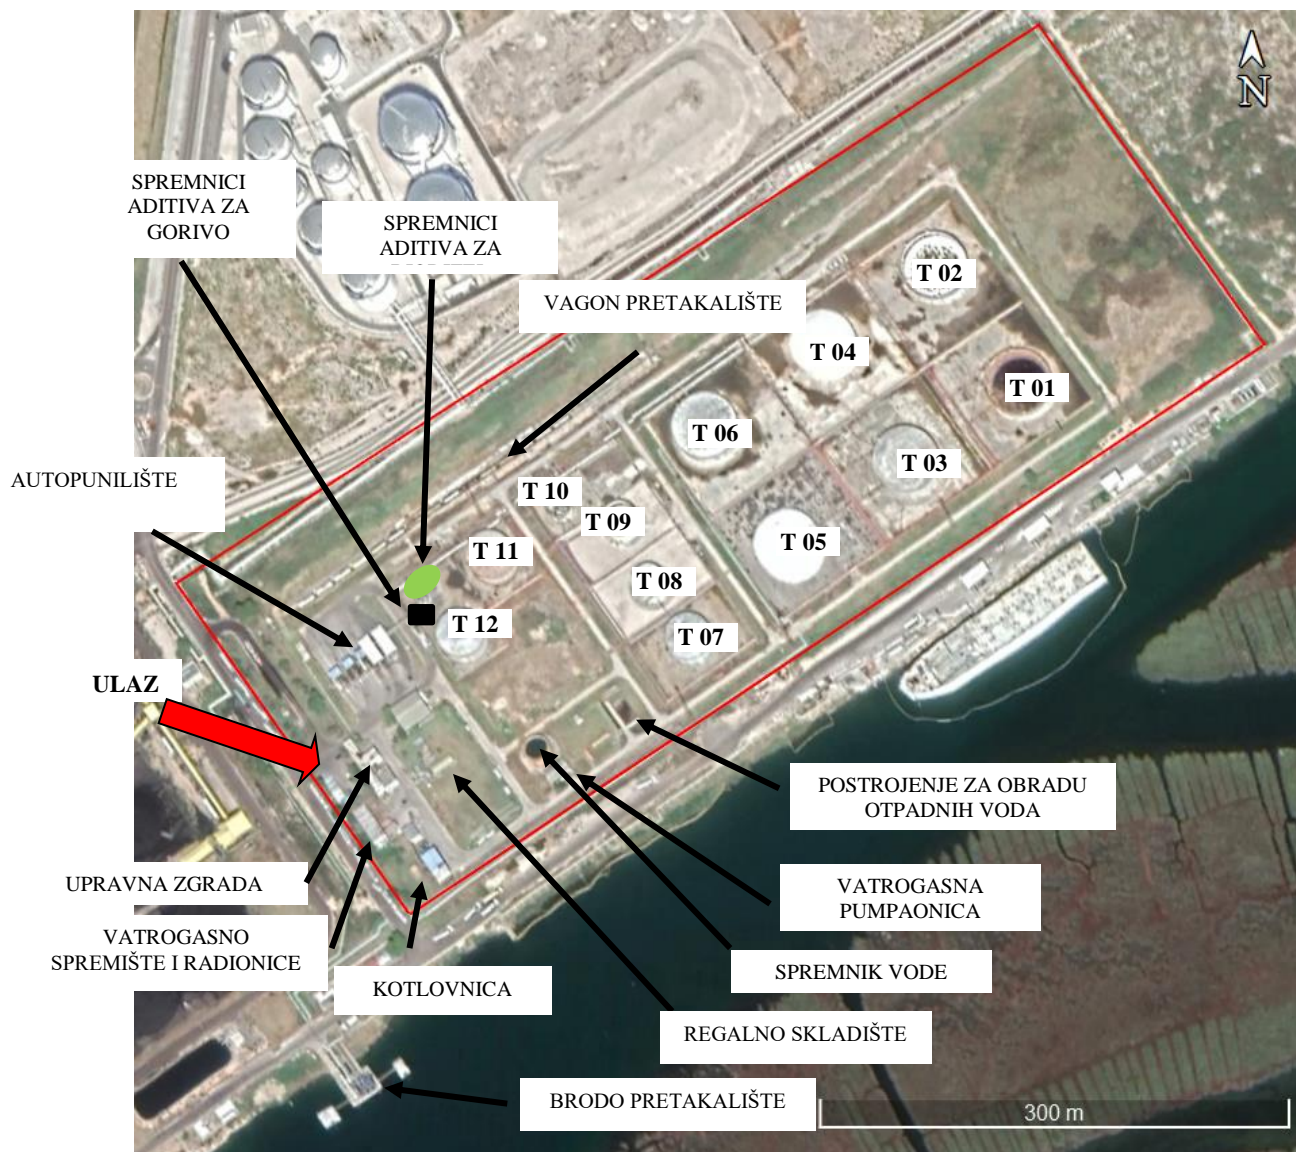 N
SPREMNICI
ADITIVA ZA
GORIVO
SPREMNICI
ADITIVA ZA
VAGON PRETAKALIŠTE
T 02
T 04
T 01
T 06
T 03
AUTOPUNILIŠTE
T 10
T 09
T 11
T 05
T 08
T 12
T 07
ULAZ
POSTROJENJE ZA OBRADU
OTPADNIH VODA
UPRAVNA ZGRADA
VATROGASNA
PUMPAONICA
VATROGASNO
SPREMIŠTE I RADIONICE
SPREMNIK VODE
KOTLOVNICA
REGALNO SKLADIŠTE
BRODO PRETAKALIŠTE
300 m